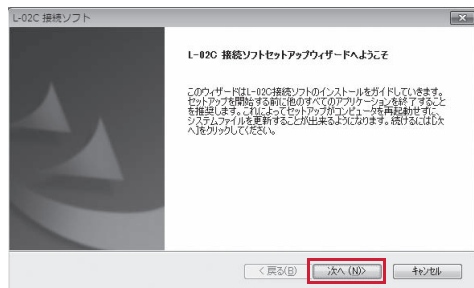 L-02C 接続ソフト
L-02C 接続ソフトセットアップウィザードへようこそ
このウィザードはL-02C接続ソフトのインストールをガイドしていきます。
セットアップを開始する前に他のすべてのアプリケーションを終了すること
を推奨します。これによってセットアップがコンピュータを再起動せずに、
システムファイルを更新することが出来るようになります。続けるには[次
へ]をクリックしてください。
< 戻る(B)
次へ (N)>
キャンセル